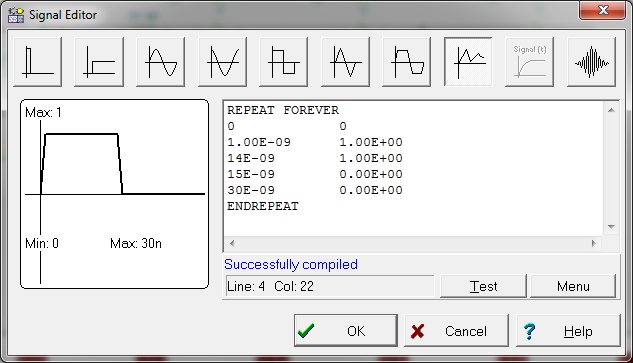 Signal Editor
Signal (t)
Max: 1
Min: 0 Max: 30n
REPEAT FOREVER
0 0
1.00E-09 1.00E+00
14E-09 1.00E+00
15E-09 0.00E+00
30E-09 0.00E+00
ENDREPEAT
Successfully compiled
Line: 4 Col: 22
Test
Menu
OK
Cancel
Help